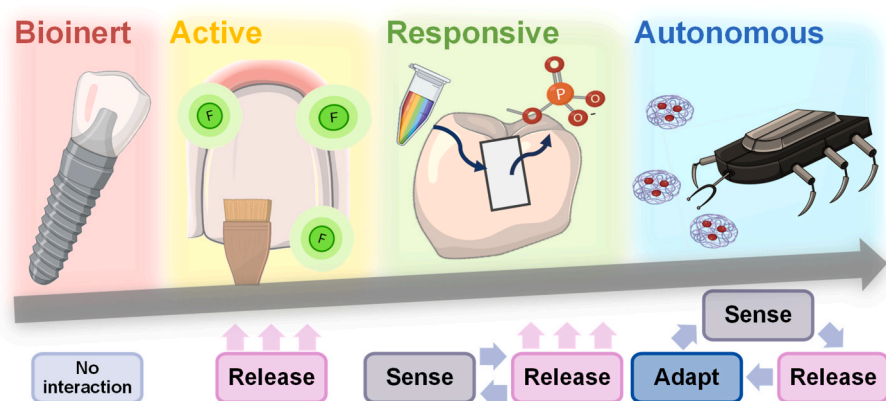 Bioinert
Active
Responsive
Autonomous
F
F
F
O
P
O
O
-
No
interaction
Release
Sense
Release
Sense
Adapt
Release